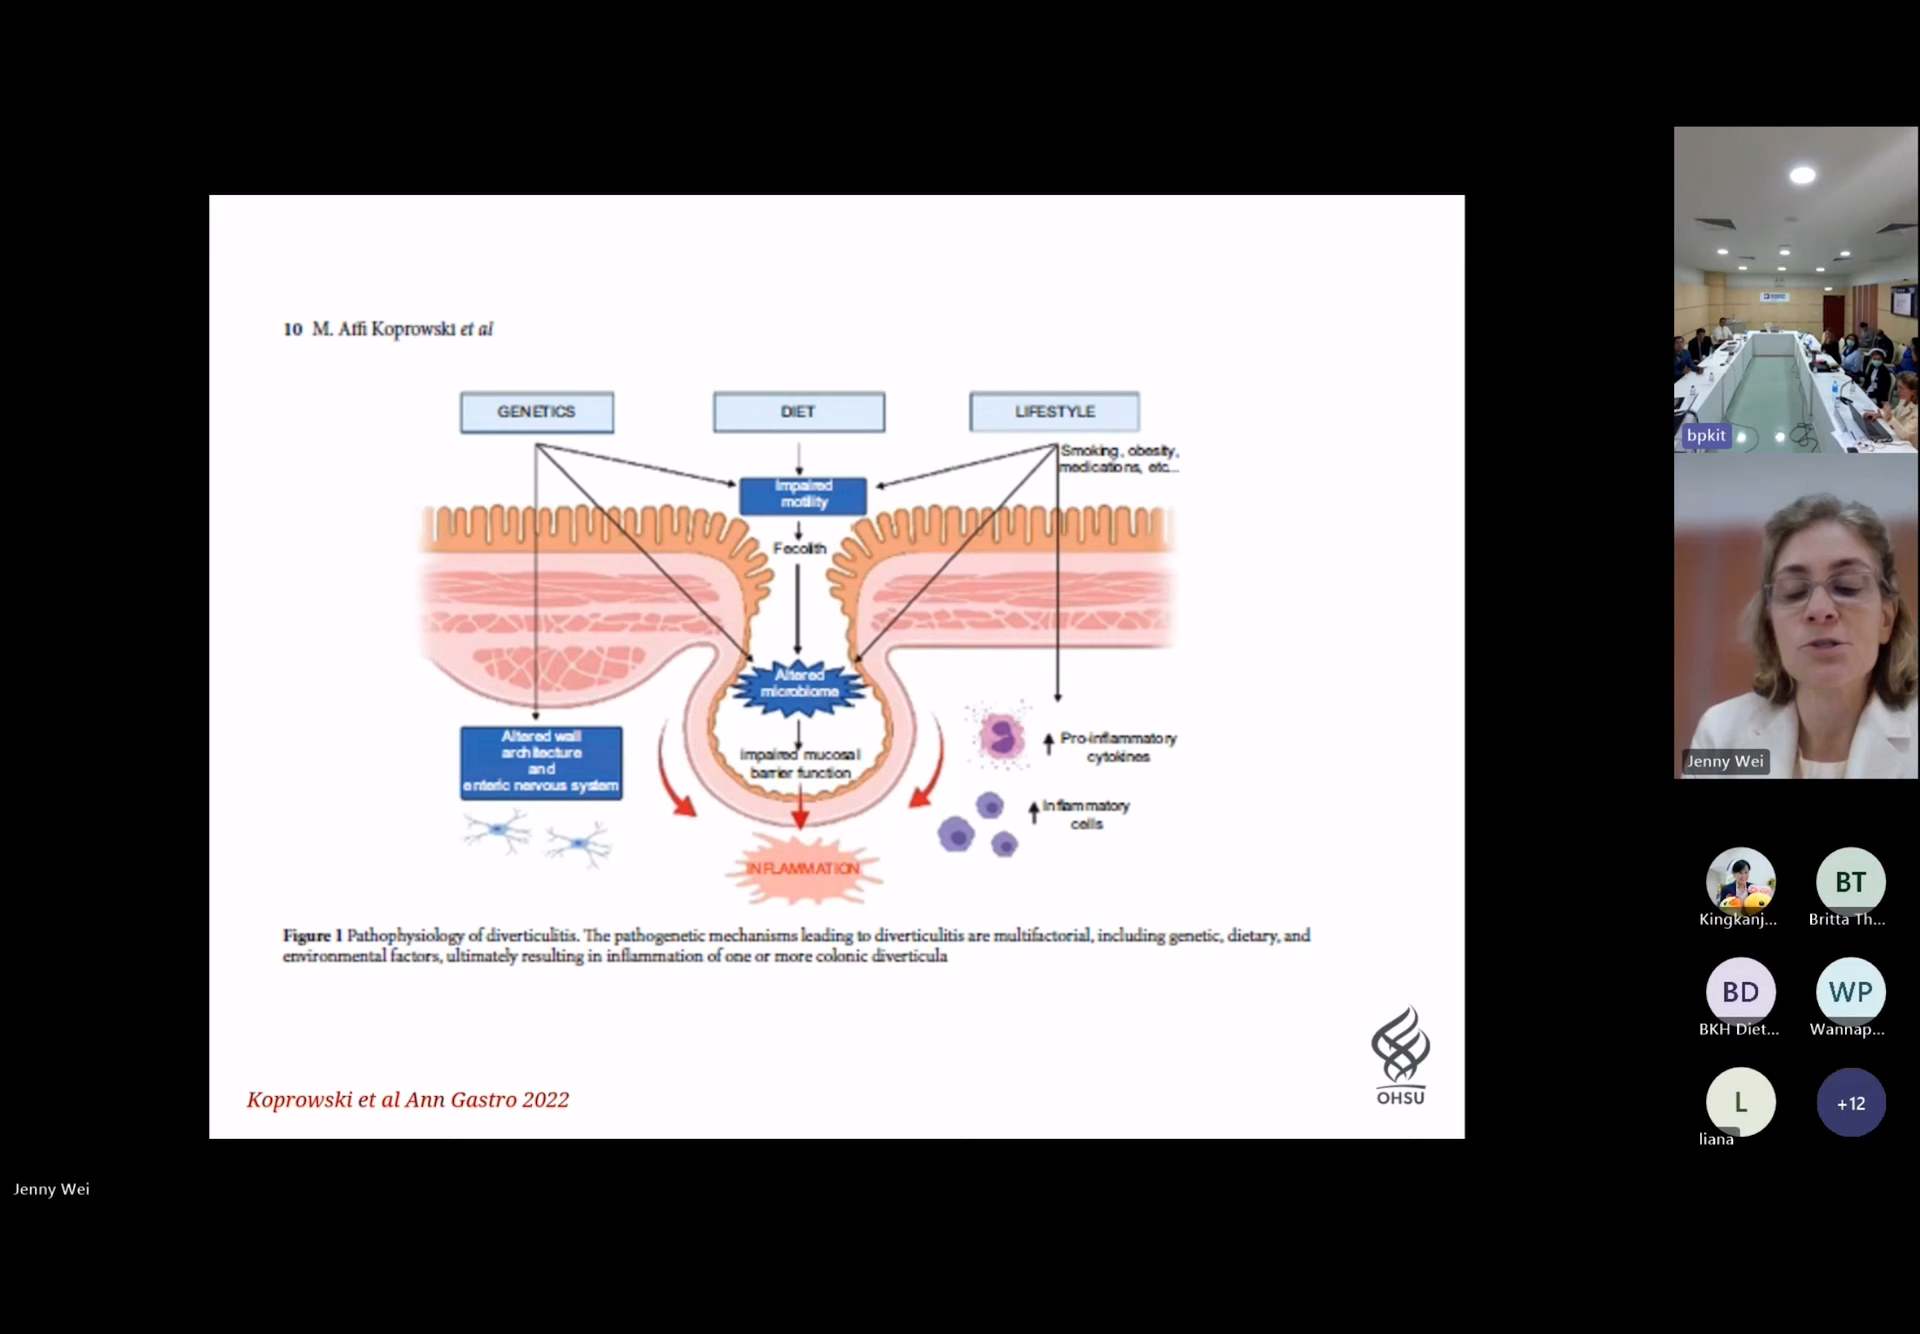 10 M. Affi Koprowski et al
GENETICS
DIET
LIFESTYLE
Smoking, obesity,
medications, etc...
Impaired
motility
Fecolith
Altered
microbiome
Impaired mucosal
barrier function
Altered wall
architecture
and
enteric nervous system
Pro-inflammatory
cytokines
Inflammatory
cells
INFLAMMATION
Figure 1 Pathophysiology of diverticulitis. The pathogenetic mechanisms leading to diverticulitis are multifactorial, including genetic, dietary, and
environmental factors, ultimately resulting in inflammation of one or more colonic diverticula
Koprowski et al Ann Gastro 2022
OHSU
Jenny Wei
bpkit
Jenny Wei
Kingkanj...
BT
Britta Th...
BD
BKH Diet...
WP
Wannap...
L
liana
+12